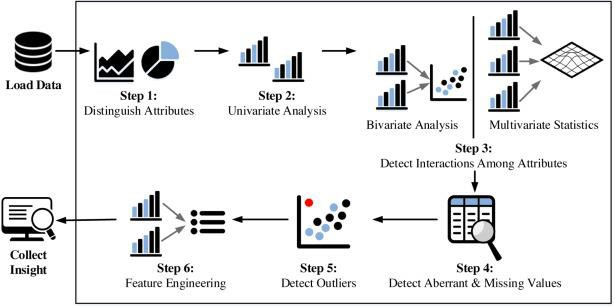 Load Data
Step 1:
Distinguish Attributes
Step 2:
Univariate Analysis
Bivariate Analysis
Multivariate Statistics
Step 3:
Detect Interactions Among Attributes
Step 4:
Detect Aberrant & Missing Values
Step 5:
Detect Outliers
Step 6:
Feature Engineering
Collect
Insight